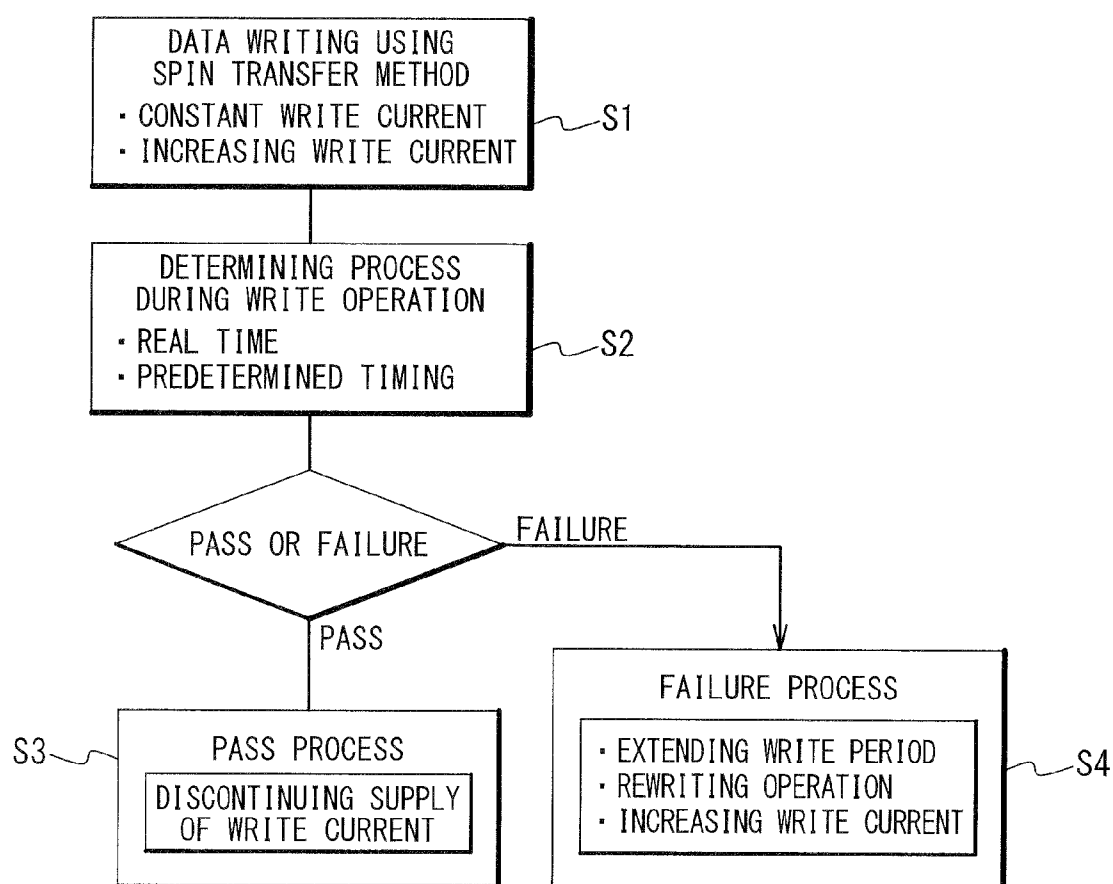 DATA WRITING USING
SPIN TRANSFER METHOD
· CONSTANT WRITE CURRENT
· INCREASING WRITE CURRENT
S1
DETERMINING PROCESS
DURING WRITE OPERATION
· REAL TIME
· PREDETERMINED TIMING
S2
PASS OR FAILURE
FAILURE
PASS
S3
PASS PROCESS
DISCONTINUING SUPPLY
OF WRITE CURRENT
FAILURE PROCESS
· EXTENDING WRITE PERIOD
· REWRITING OPERATION
· INCREASING WRITE CURRENT
S4